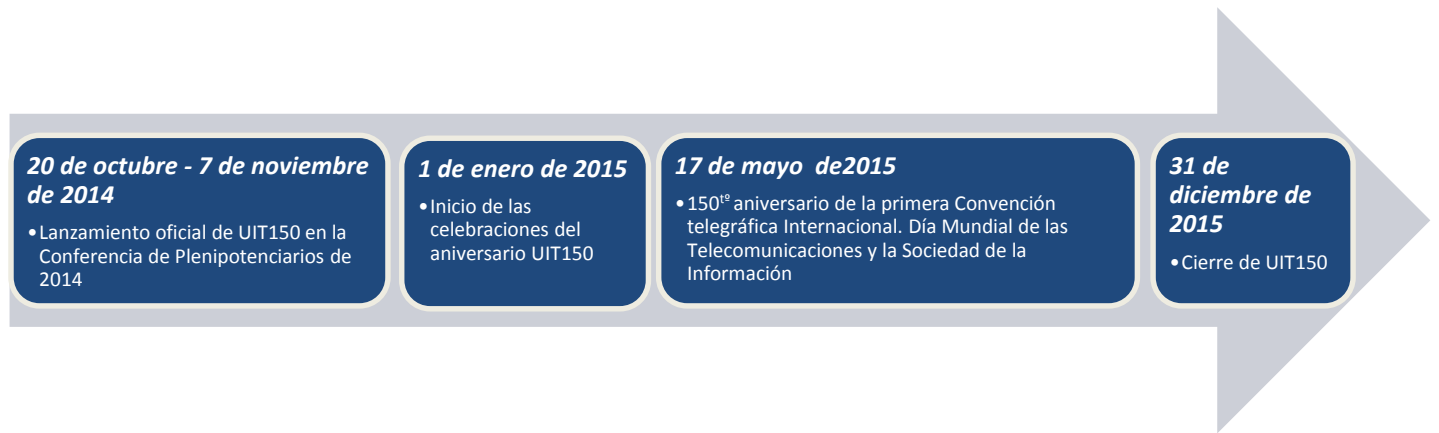 20 de octubre - 7 de noviembre
de 2014
•Lanzamiento oficial de UIT150 en la
Conferencia de Plenipotenciarios de
2014
1 de enero de 2015
•Inicio de las
celebraciones del
aniversario UIT150
17 de mayo  de2015
•150tº aniversario de la primera Convención
telegráfica Internacional. Día Mundial de las
Telecomunicaciones y la Sociedad de la
Información
31 de
diciembre de
2015
•Cierre de UIT150